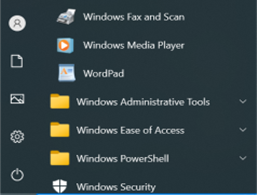 Windows Fax and Scan
Windows Media Player
WordPad
Windows Administrative Tools
Windows Ease of Access
Windows PowerShell
Windows Security